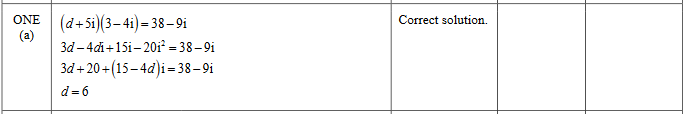 ONE
(a)
(d+5i)(3−4i)=38−9i
3d−4di+15i−20i²=38−9i
3d+20+(15−4d)i=38−9i
d=6
Correct solution.